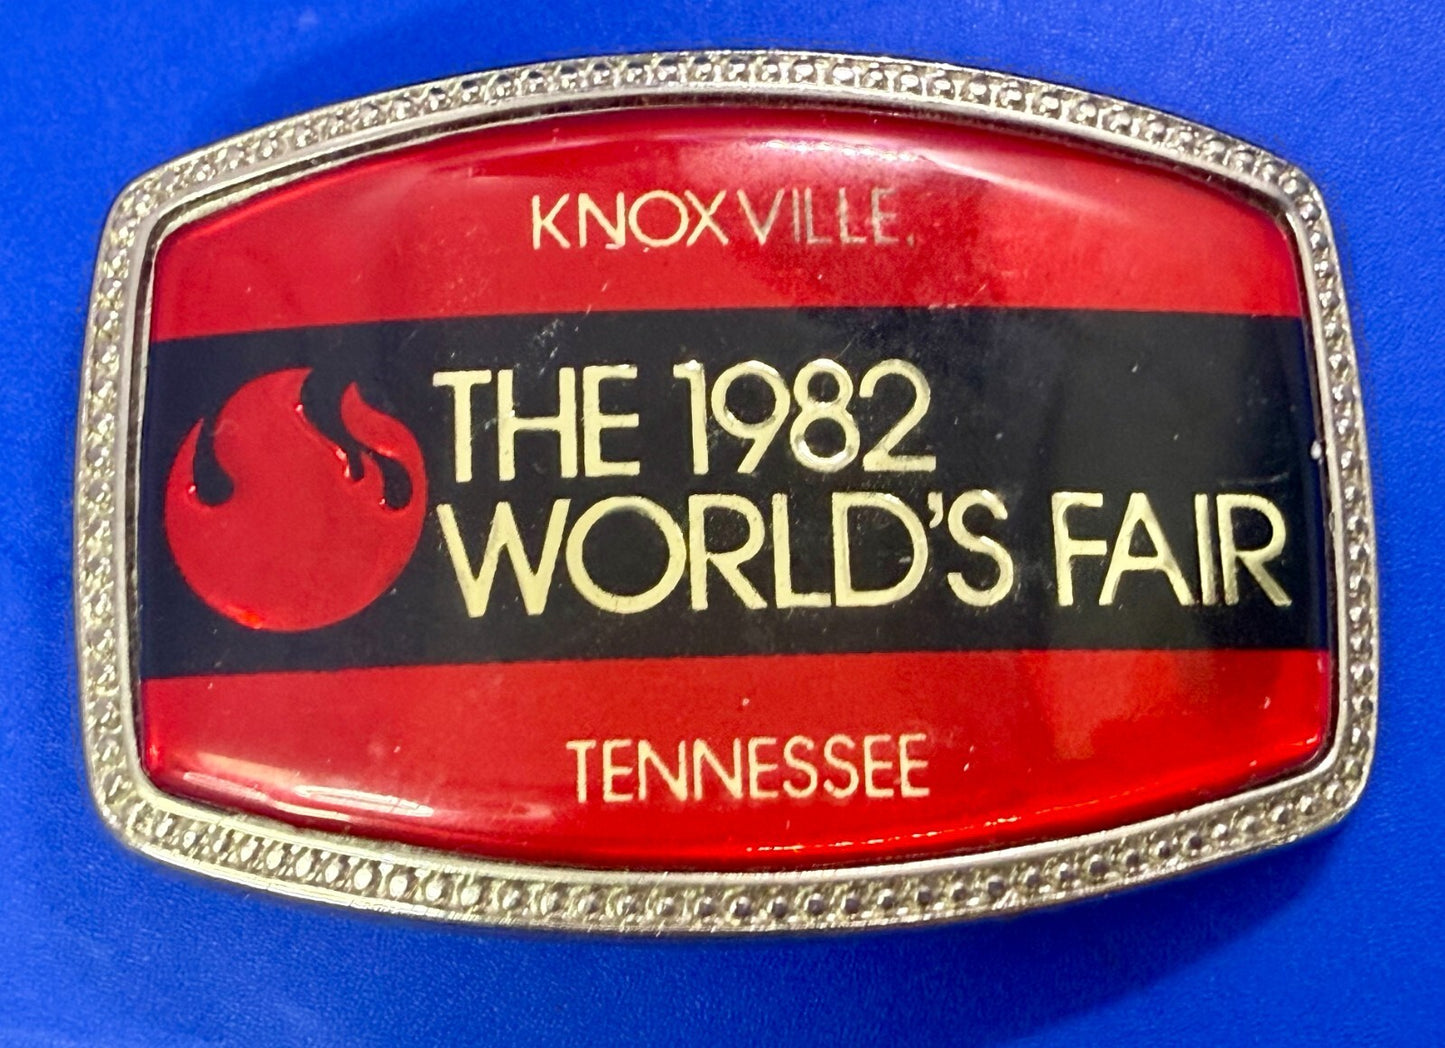 KNOXVILLE,
THE 1982
WORLD'S FAIR
TENNESSEE